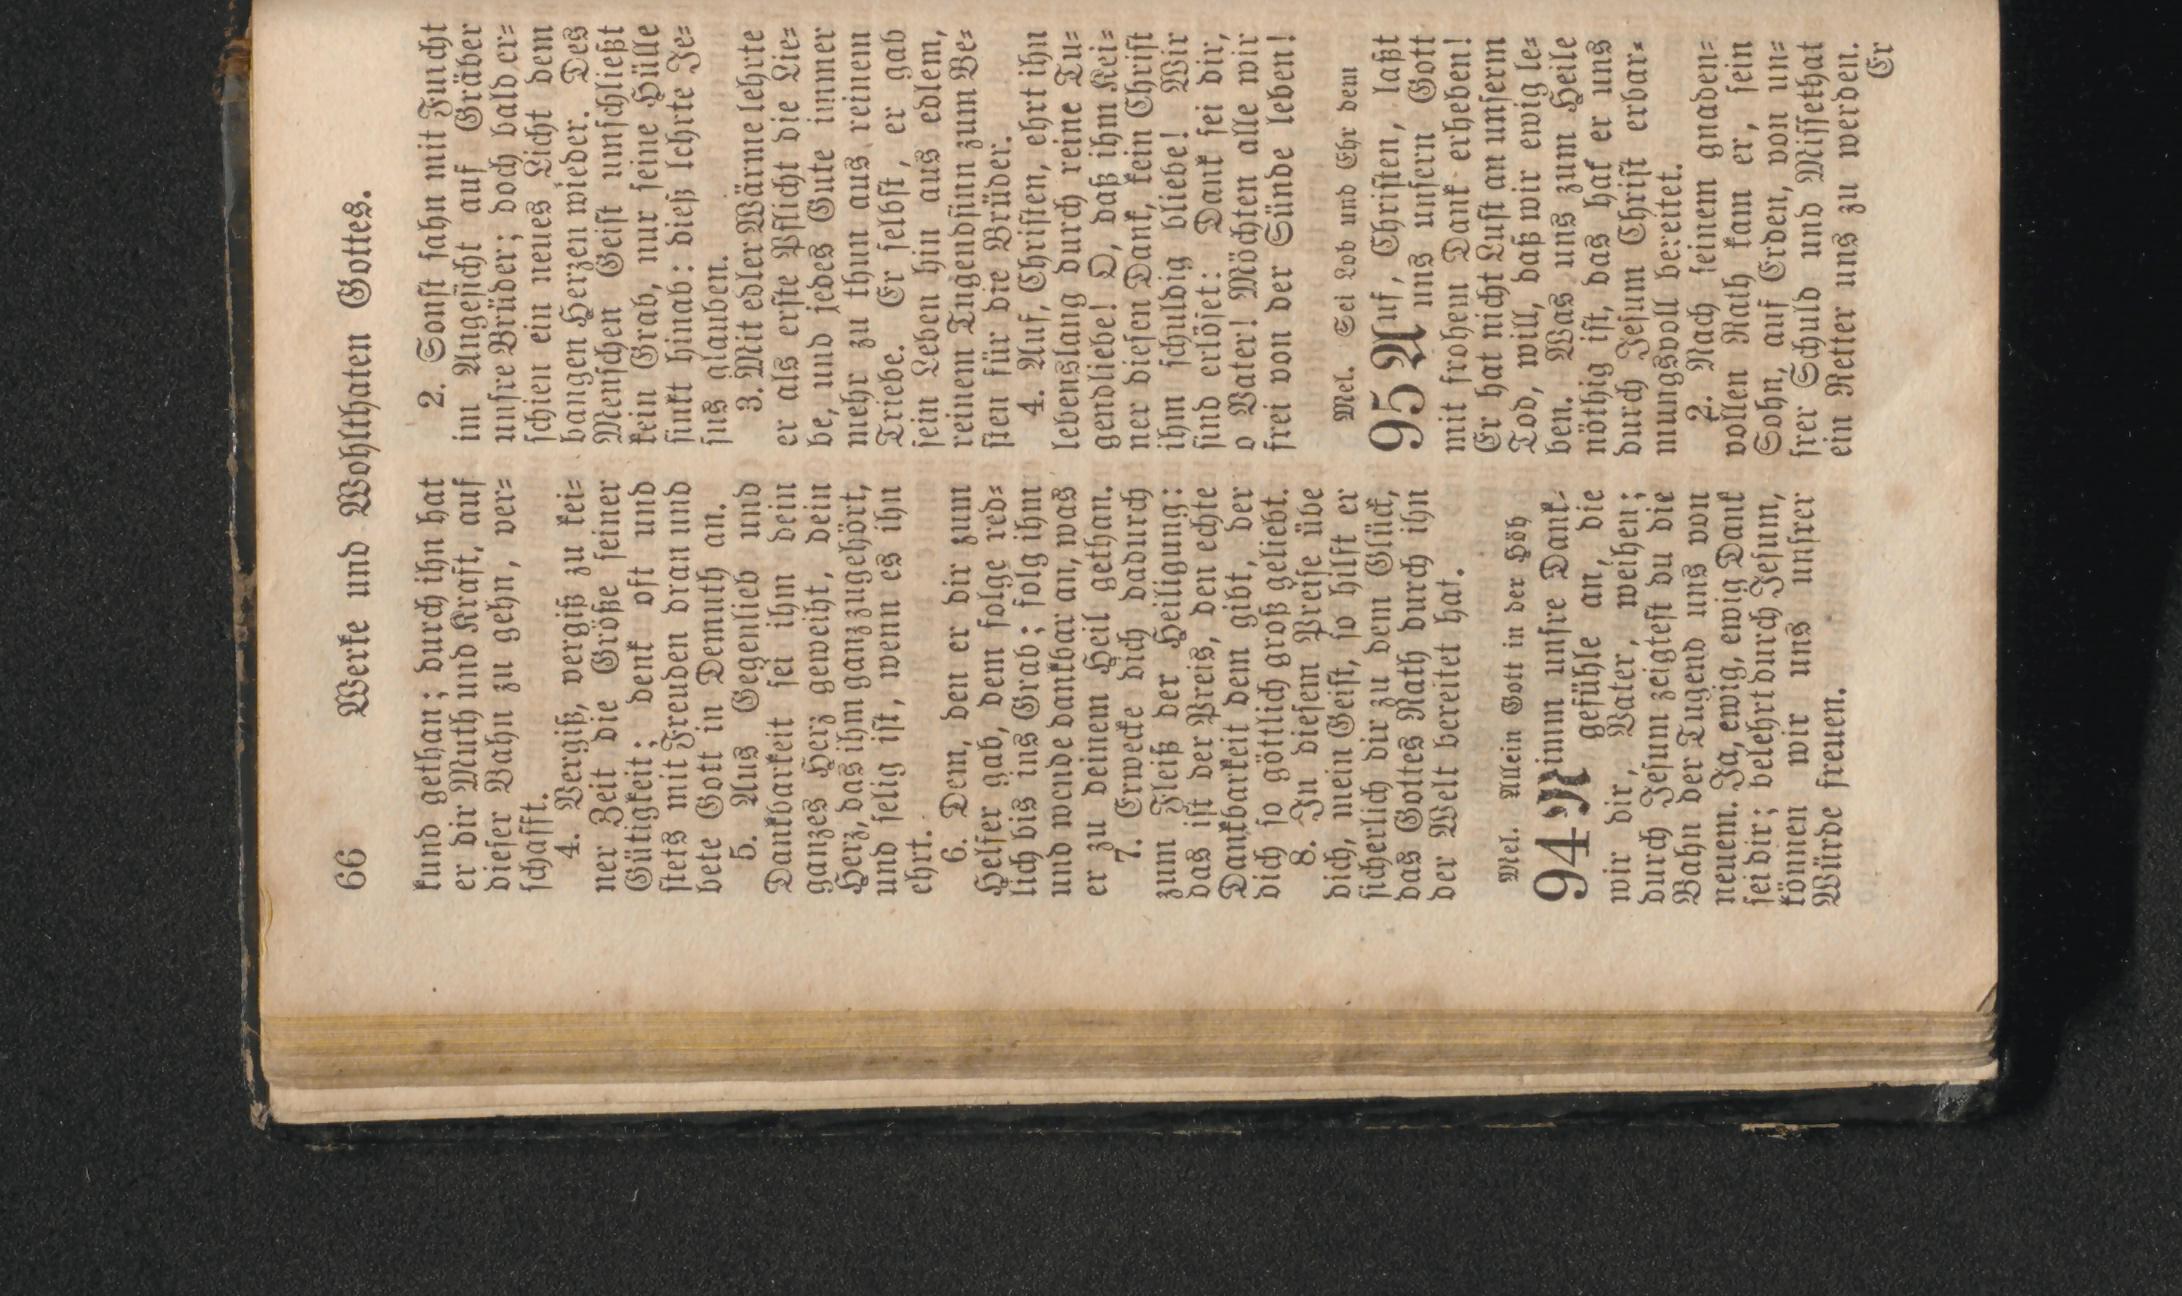 66 Werke und Wohlthaten Gottes.
kund gethan; durch ihn hat
er dir Muth und Kraft, auf
dieser Bahn zu gehn, ver⸗
schafft.
4. Vergiß, vergiß zu kei⸗
ner Zeit die Größe seiner
Gütigkeit; denk oft und
stets mit Freuden dran und
bete Gott in Demuth an.
5. Aus Gegenlieb und
Dankbarkeit sei ihm dein
ganzes Herz geweiht, dein
Herz, das ihm ganz zugehört,
und selig ist, wenn es ihn
ehrt.
6. Dem, den er dir zum
Helfer gab, dem folge red⸗
lich bis ins Grab; folg ihm
und wende dankbar an, was
er zu deinem Heil gethan.
7. Erwecke dich dadurch
zum Fleiß der Heiligung:
das ist der Preis, den echte
Dankbarkeit dem gibt, der
dich so göttlich groß geliebt.
8. In diesem Preise übe
dich, mein Geist, so hilft er
sicherlich dir zu dem Glück,
das Gottes Rath durch ihn
der Welt bereitet hat.
Mel. Allein Gott in der Höh
94 Nimm unsre Dank⸗
gefühle an, die
wir dir, Vater, weihen;
durch Jesum zeigtest du die
Bahn der Tugend uns von
neuem. Ja, ewig, ewig Dank
sei dir; belehrt durch Jesum,
können wir uns unsrer
Würde freuen.
2. Sonst sahn mit Furcht
im Angesicht auf Gräber
unsre Brüder; doch bald er⸗
schien ein neues Licht dem
bangen Herzen wieder. Des
Menschen Geist umschließt
kein Grab, nur seine Hülle
sinkt hinab: dieß lehrte Je⸗
sus glauben.
3. Mit edler Wärme lehrte
er als erste Pflicht die Lie⸗
be, und jedes Gute immer
mehr zu thun aus reinem
Triebe. Er selbst, er gab
sein Leben hin aus edlem,
reinem Tugendsinn zum Be⸗
sten für die Brüder.
4. Auf, Christen, ehrt ihn
lebenslang durch reine Tu⸗
gendliebe! O, daß ihm Kei⸗
ner diesen Dank, kein Christ
ihm schuldig bliebe! Wir
sind erlöset: Dank sei dir,
o Vater! Möchten alle wir
frei von der Sünde leben!
Mel. Sei Lob und Ehr dem
95 Auf, Christen, laßt
uns unsern Gott
mit frohem Dank erheben!
Er hat nicht Lust an unserm
Tod, will, daß wir ewig le⸗
ben. Was uns zum Heile
nöthig ist, das hat er uns
durch Jesum Christ erbar⸗
mungsvoll bereitet.
2. Nach seinem gnaden⸗
vollen Rath kam er, sein
Sohn, auf Erden, von un⸗
srer Schuld und Missethat
ein Retter uns zu werden.
Er